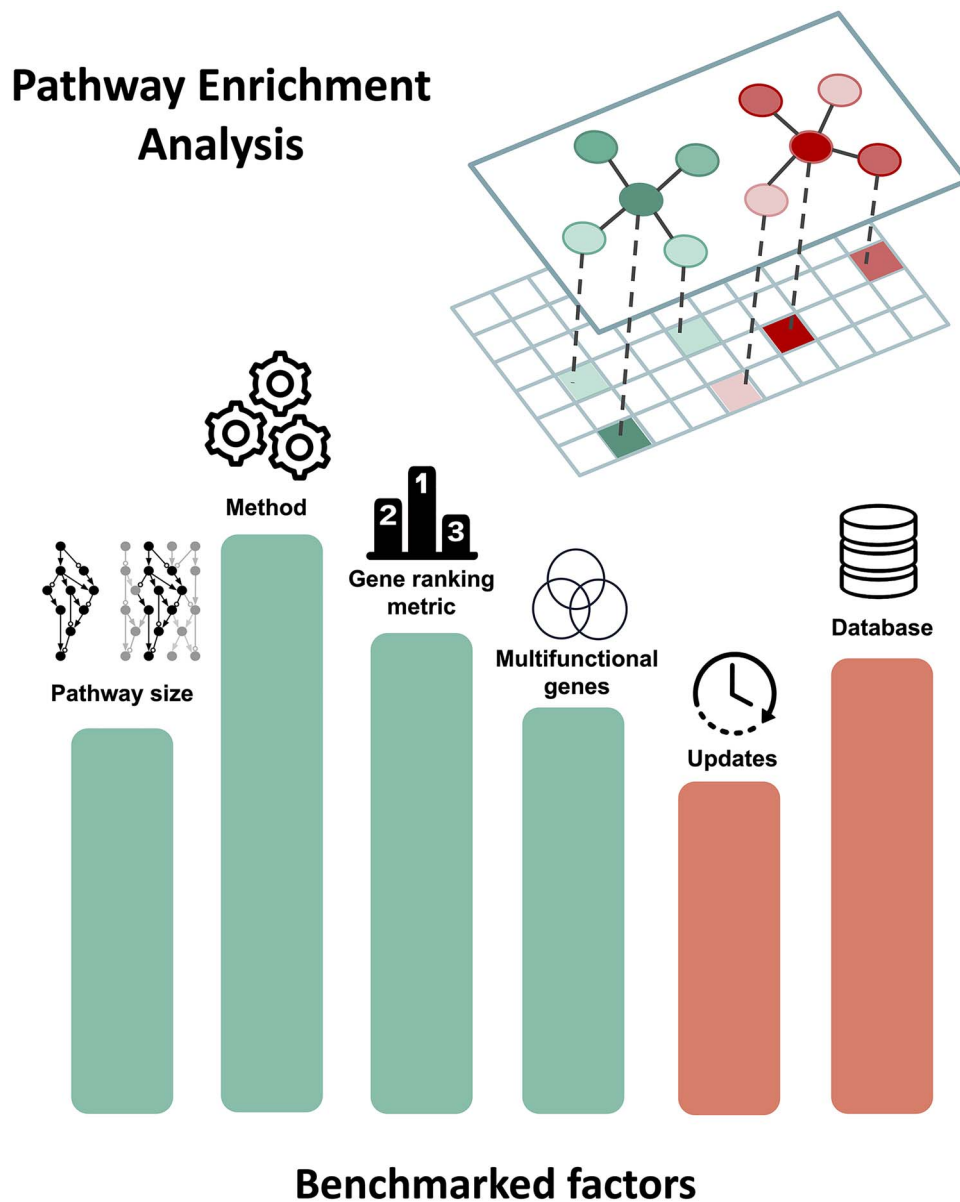 Pathway Enrichment
Analysis
Method
2 1 3
Gene ranking
metric
Pathway size
Multifunctional
genes
Updates
Database
Benchmarked factors